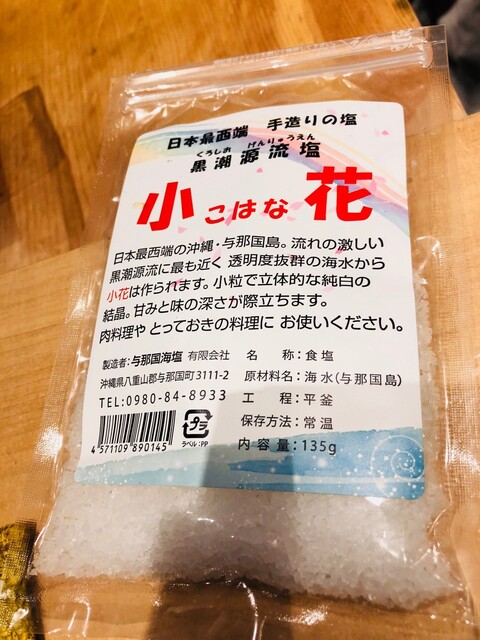 日本最西端 手造りの塩
くろしお げんりゅうえん
黒潮源流塩
小こはな花
日本最西端の沖縄・与那国島。流れの激しい
黒潮源流に最も近く 透明度抜群の海水から
小花は作られます。小粒で立体的な純白の
結晶。甘みと味の深さが際立ちます。
肉料理や とっておきの料理に お使いください。
製造者：与那国海塩 有限会社
沖縄県八重山郡与那国町3111-2
TEL:0980-84-8933
4 571109 890145
プラ
ラベル：PP
名 称：食塩
原材料名：海水(与那国島)
工 程：平釜
保存方法：常温
内容量：135g